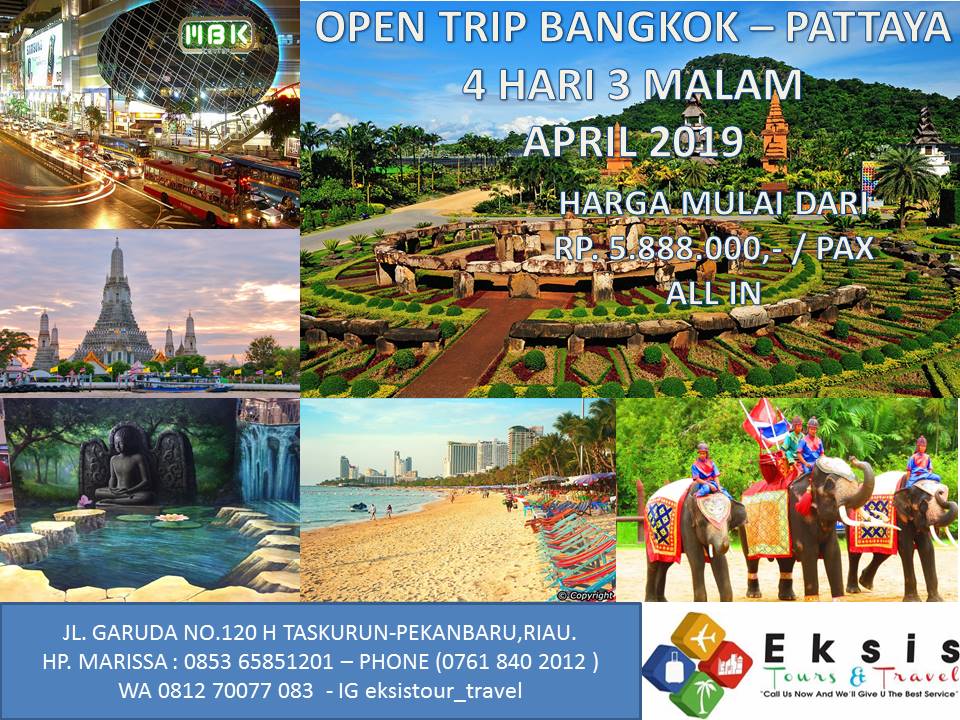 MBK
CENTER
SAMSUNG
OPEN TRIP BANGKOK – PATTAYA
4 HARI 3 MALAM
APRIL 2019
HARGA MULAI DARI
RP. 5.888.000,- / PAX
ALL IN
© Copyright
JL. GARUDA NO.120 H TASKURUN-PEKANBARU,RIAU.
HP. MARISSA : 0853 65851201 – PHONE (0761 840 2012 )
WA 0812 70077 083 - IG eksistour_travel
Eksis
Tours & Travel
"Call Us Now And We'll Give U The Best Service"